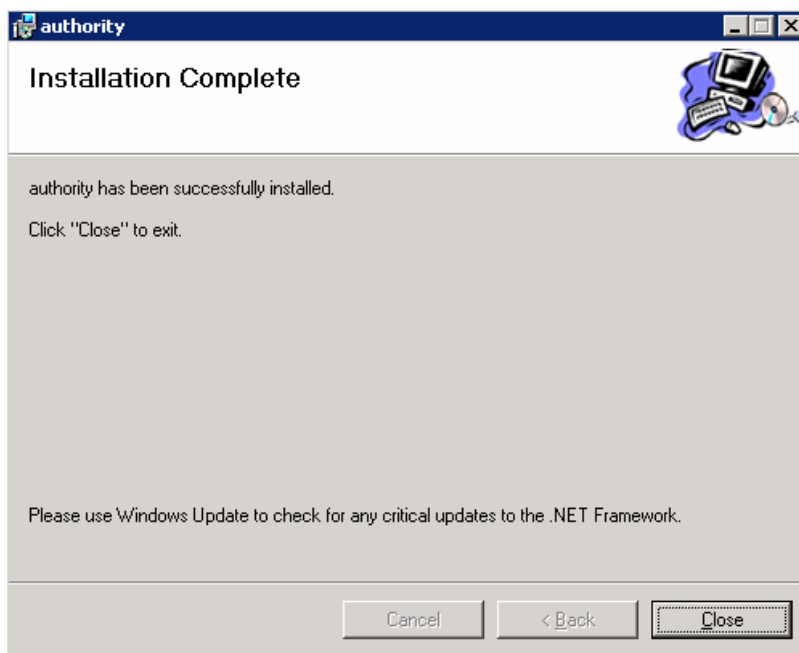 authority
Installation Complete
authority has been successfully installed.
Click "Close" to exit.
Please use Windows Update to check for any critical updates to the .NET Framework.
Cancel
< Back
Close